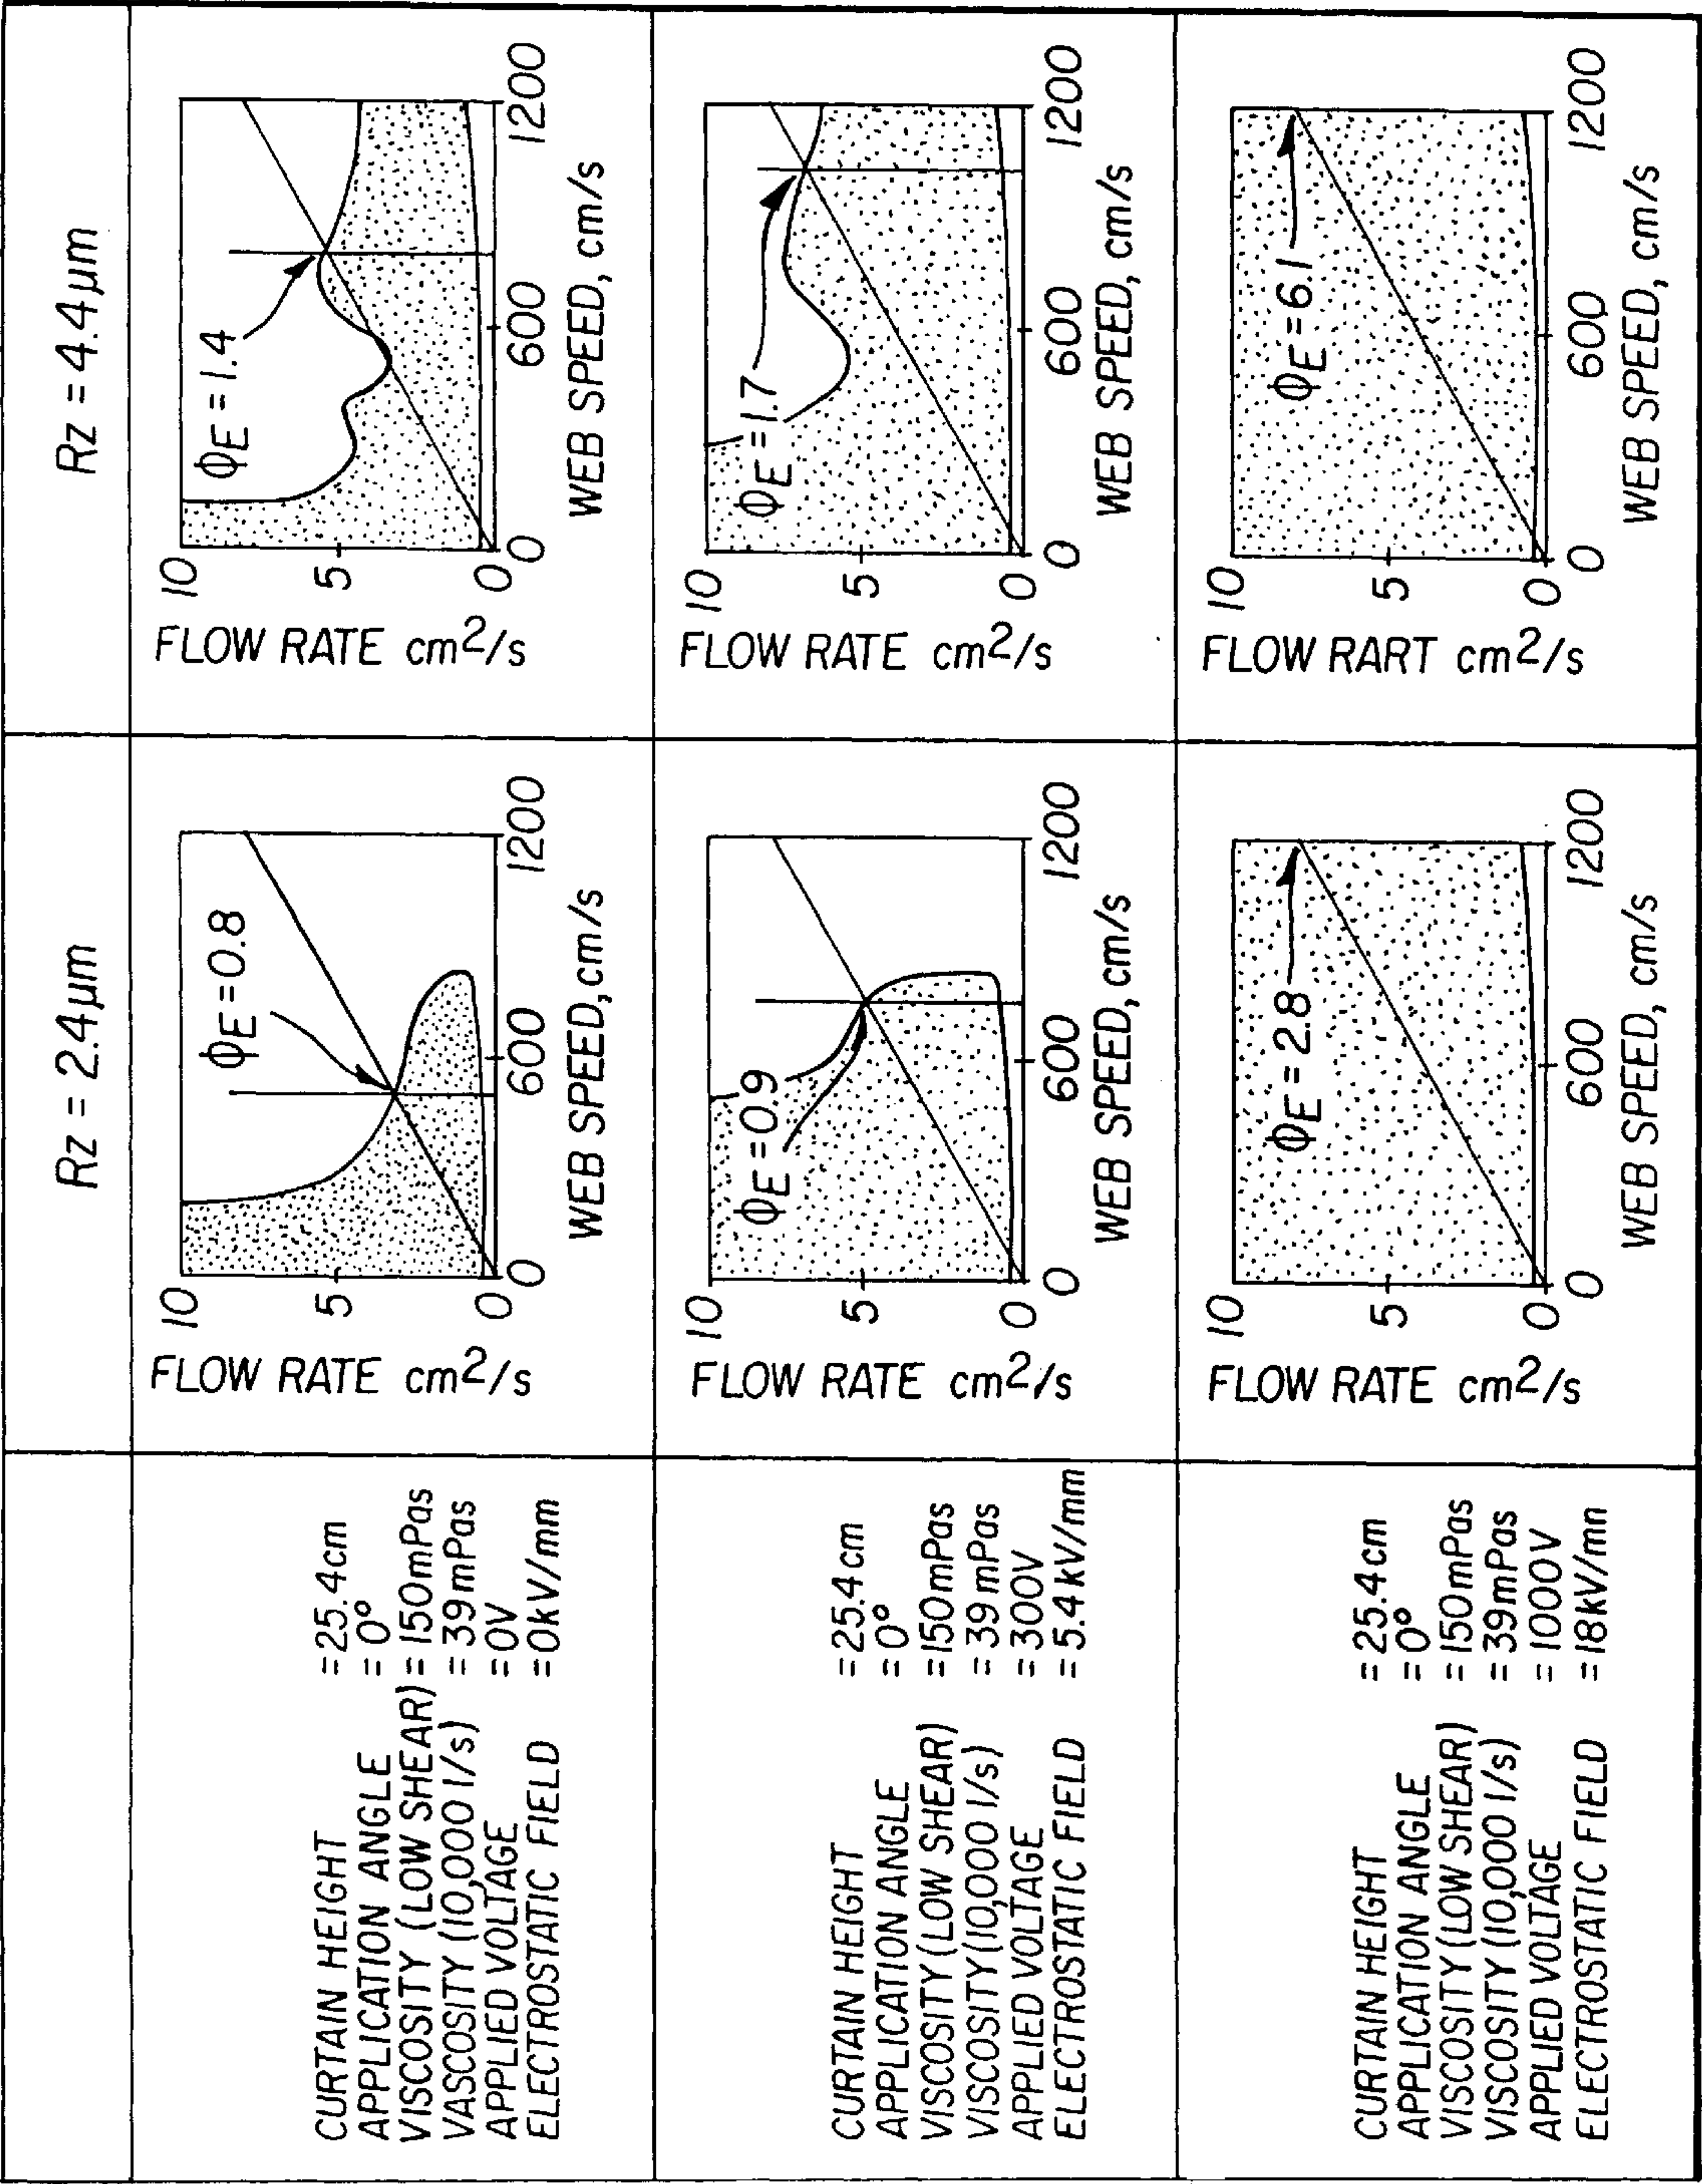 Rz = 2.4µm
Rz = 4.4µm
CURTAIN HEIGHT = 25.4cm
APPLICATION ANGLE = 0°
VISCOSITY (LOW SHEAR) = 150mPas
VASCOSITY (10,000 1/s) = 39mPas
APPLIED VOLTAGE = 0V
ELECTROSTATIC FIELD = 0kV/mm
FLOW RATE cm2/s
10
5
0
ϕE = 0.8
0 600 1200
WEB SPEED, cm/s
FLOW RATE cm2/s
10
5
0
ϕE = 1.4
0 600 1200
WEB SPEED, cm/s
CURTAIN HEIGHT = 25.4cm
APPLICATION ANGLE = 0°
VISCOSITY (LOW SHEAR) = 150mPas
VISCOSITY (10,000 1/s) = 39mPas
APPLIED VOLTAGE = 300V
ELECTROSTATIC FIELD = 5.4kV/mm
FLOW RATE cm2/s
10
5
0
ϕE = 0.9
0 600 1200
WEB SPEED, cm/s
FLOW RATE cm2/s
10
5
0
ϕE = 1.7
0 600 1200
WEB SPEED, cm/s
CURTAIN HEIGHT = 25.4cm
APPLICATION ANGLE = 0°
VISCOSITY (LOW SHEAR) = 150mPas
VISCOSITY (10,000 1/s) = 39mPas
APPLIED VOLTAGE = 1000V
ELECTROSTATIC FIELD = 18kV/mn
FLOW RATE cm2/s
10
5
0
ϕE = 2.8
0 600 1200
WEB SPEED, cm/s
FLOW RART cm2/s
10
5
0
ϕE = 6.1
0 600 1200
WEB SPEED, cm/s